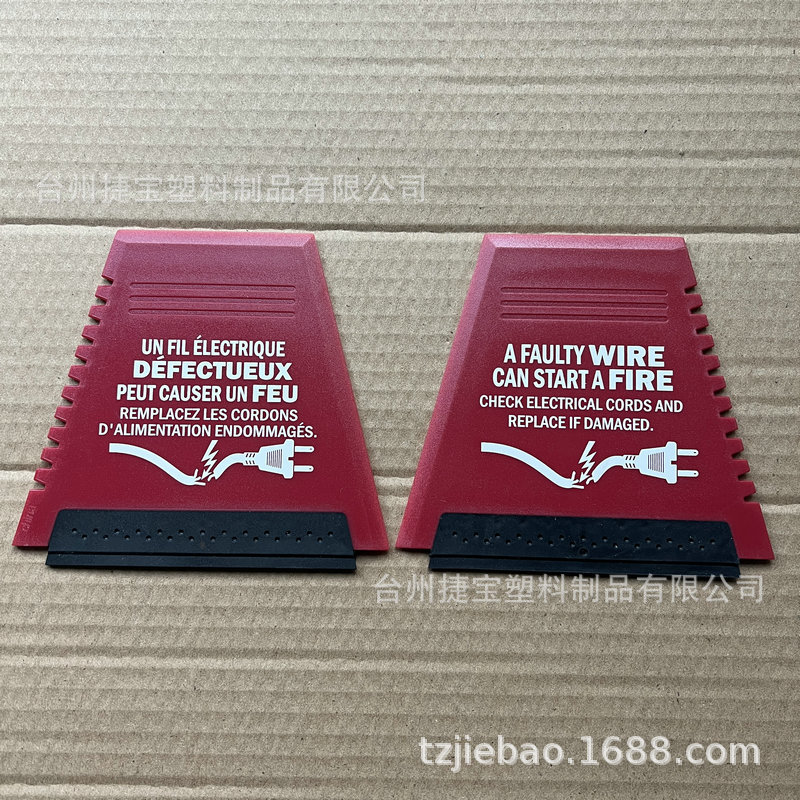 台州捷宝塑料制品有限公司
UN FIL ÉLECTRIQUE
DÉFECTUEUX
PEUT CAUSER UN FEU
REMPLACEZ LES CORDONS
D'ALIMENTATION ENDOMMAGÉS.
A FAULTY WIRE
CAN START A FIRE
CHECK ELECTRICAL CORDS AND
REPLACE IF DAMAGED.
台州捷宝塑料制品有限公司
tzjiebao.1688.com